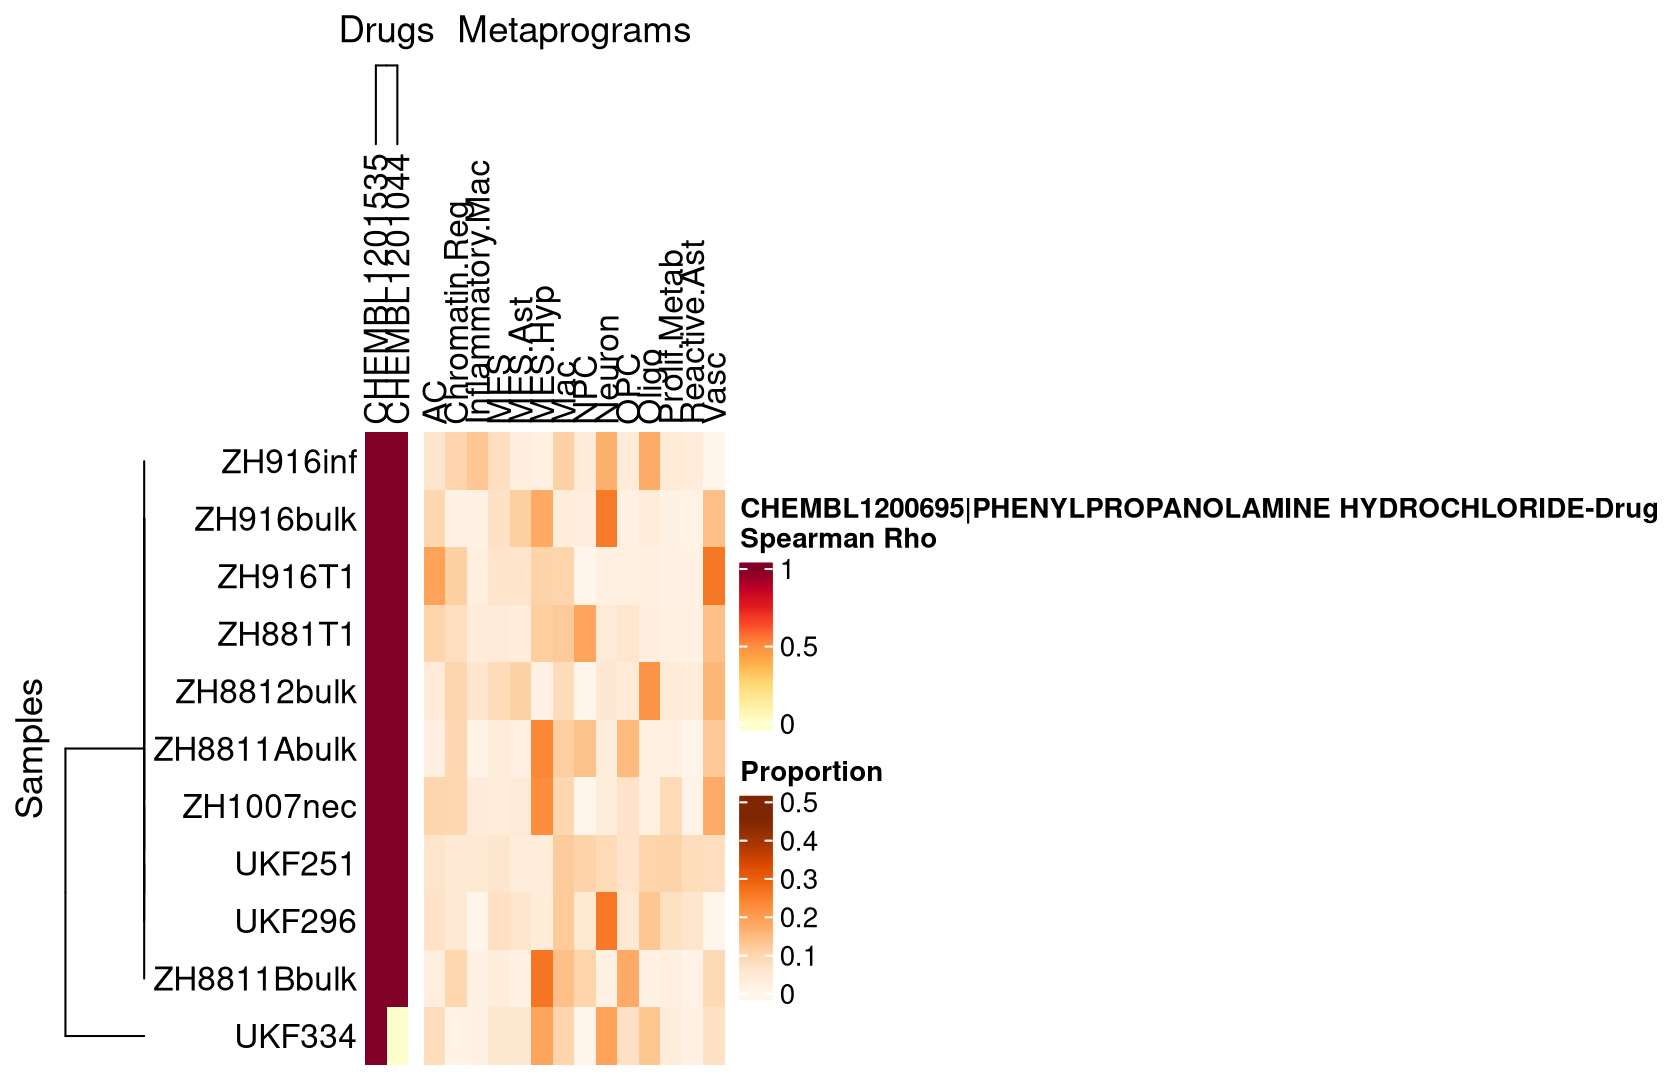 Drugs Metaprograms
CHEMBL1201535
CHEMBL1201044
AC
Chromatin.Reg
Inflammatory.Mac
MES
MES.Ast
MES.Hyp
Mac
NPC
Neuron
OPC
Oligo
Prolif.Metab
Reactive.Ast
Vasc
Samples
ZH916inf
ZH916bulk
ZH916T1
ZH881T1
ZH8812bulk
ZH8811Abulk
ZH1007nec
UKF251
UKF296
ZH8811Bbulk
UKF334
CHEMBL1200695|PHENYLPROPANOLAMINE HYDROCHLORIDE-Drug
Spearman Rho
1
0.5
0
Proportion
0.5
0.4
0.3
0.2
0.1
0